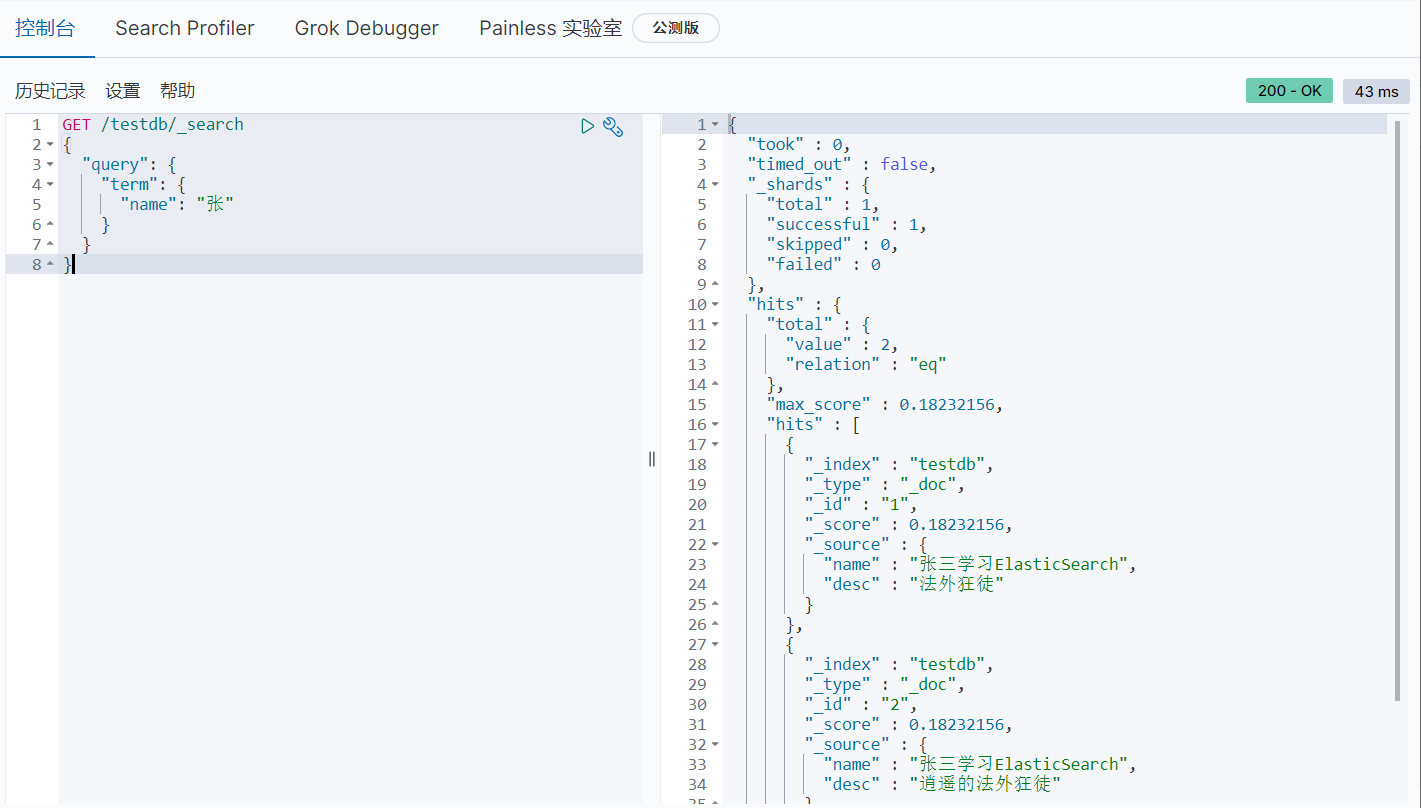 控制台 Search Profiler Grok Debugger Painless 实验室 公测版
历史记录 设置 帮助 200 - OK 43 ms
1 GET /testdb/_search
2 {
3 "query": {
4 "term": {
5 "name": "张"
6 }
7 }
8 }
1 {
2 "took" : 0,
3 "timed_out" : false,
4 "_shards" : {
5 "total" : 1,
6 "successful" : 1,
7 "skipped" : 0,
8 "failed" : 0
9 },
10 "hits" : {
11 "total" : {
12 "value" : 2,
13 "relation" : "eq"
14 },
15 "max_score" : 0.18232156,
16 "hits" : [
17 {
18 "_index" : "testdb",
19 "_type" : "_doc",
20 "_id" : "1",
21 "_score" : 0.18232156,
22 "_source" : {
23 "name" : "张三学习ElasticSearch",
24 "desc" : "法外狂徒"
25 }
26 },
27 {
28 "_index" : "testdb",
29 "_type" : "_doc",
30 "_id" : "2",
31 "_score" : 0.18232156,
32 "_source" : {
33 "name" : "张三学习ElasticSearch",
34 "desc" : "逍遥的法外狂徒"
35 }